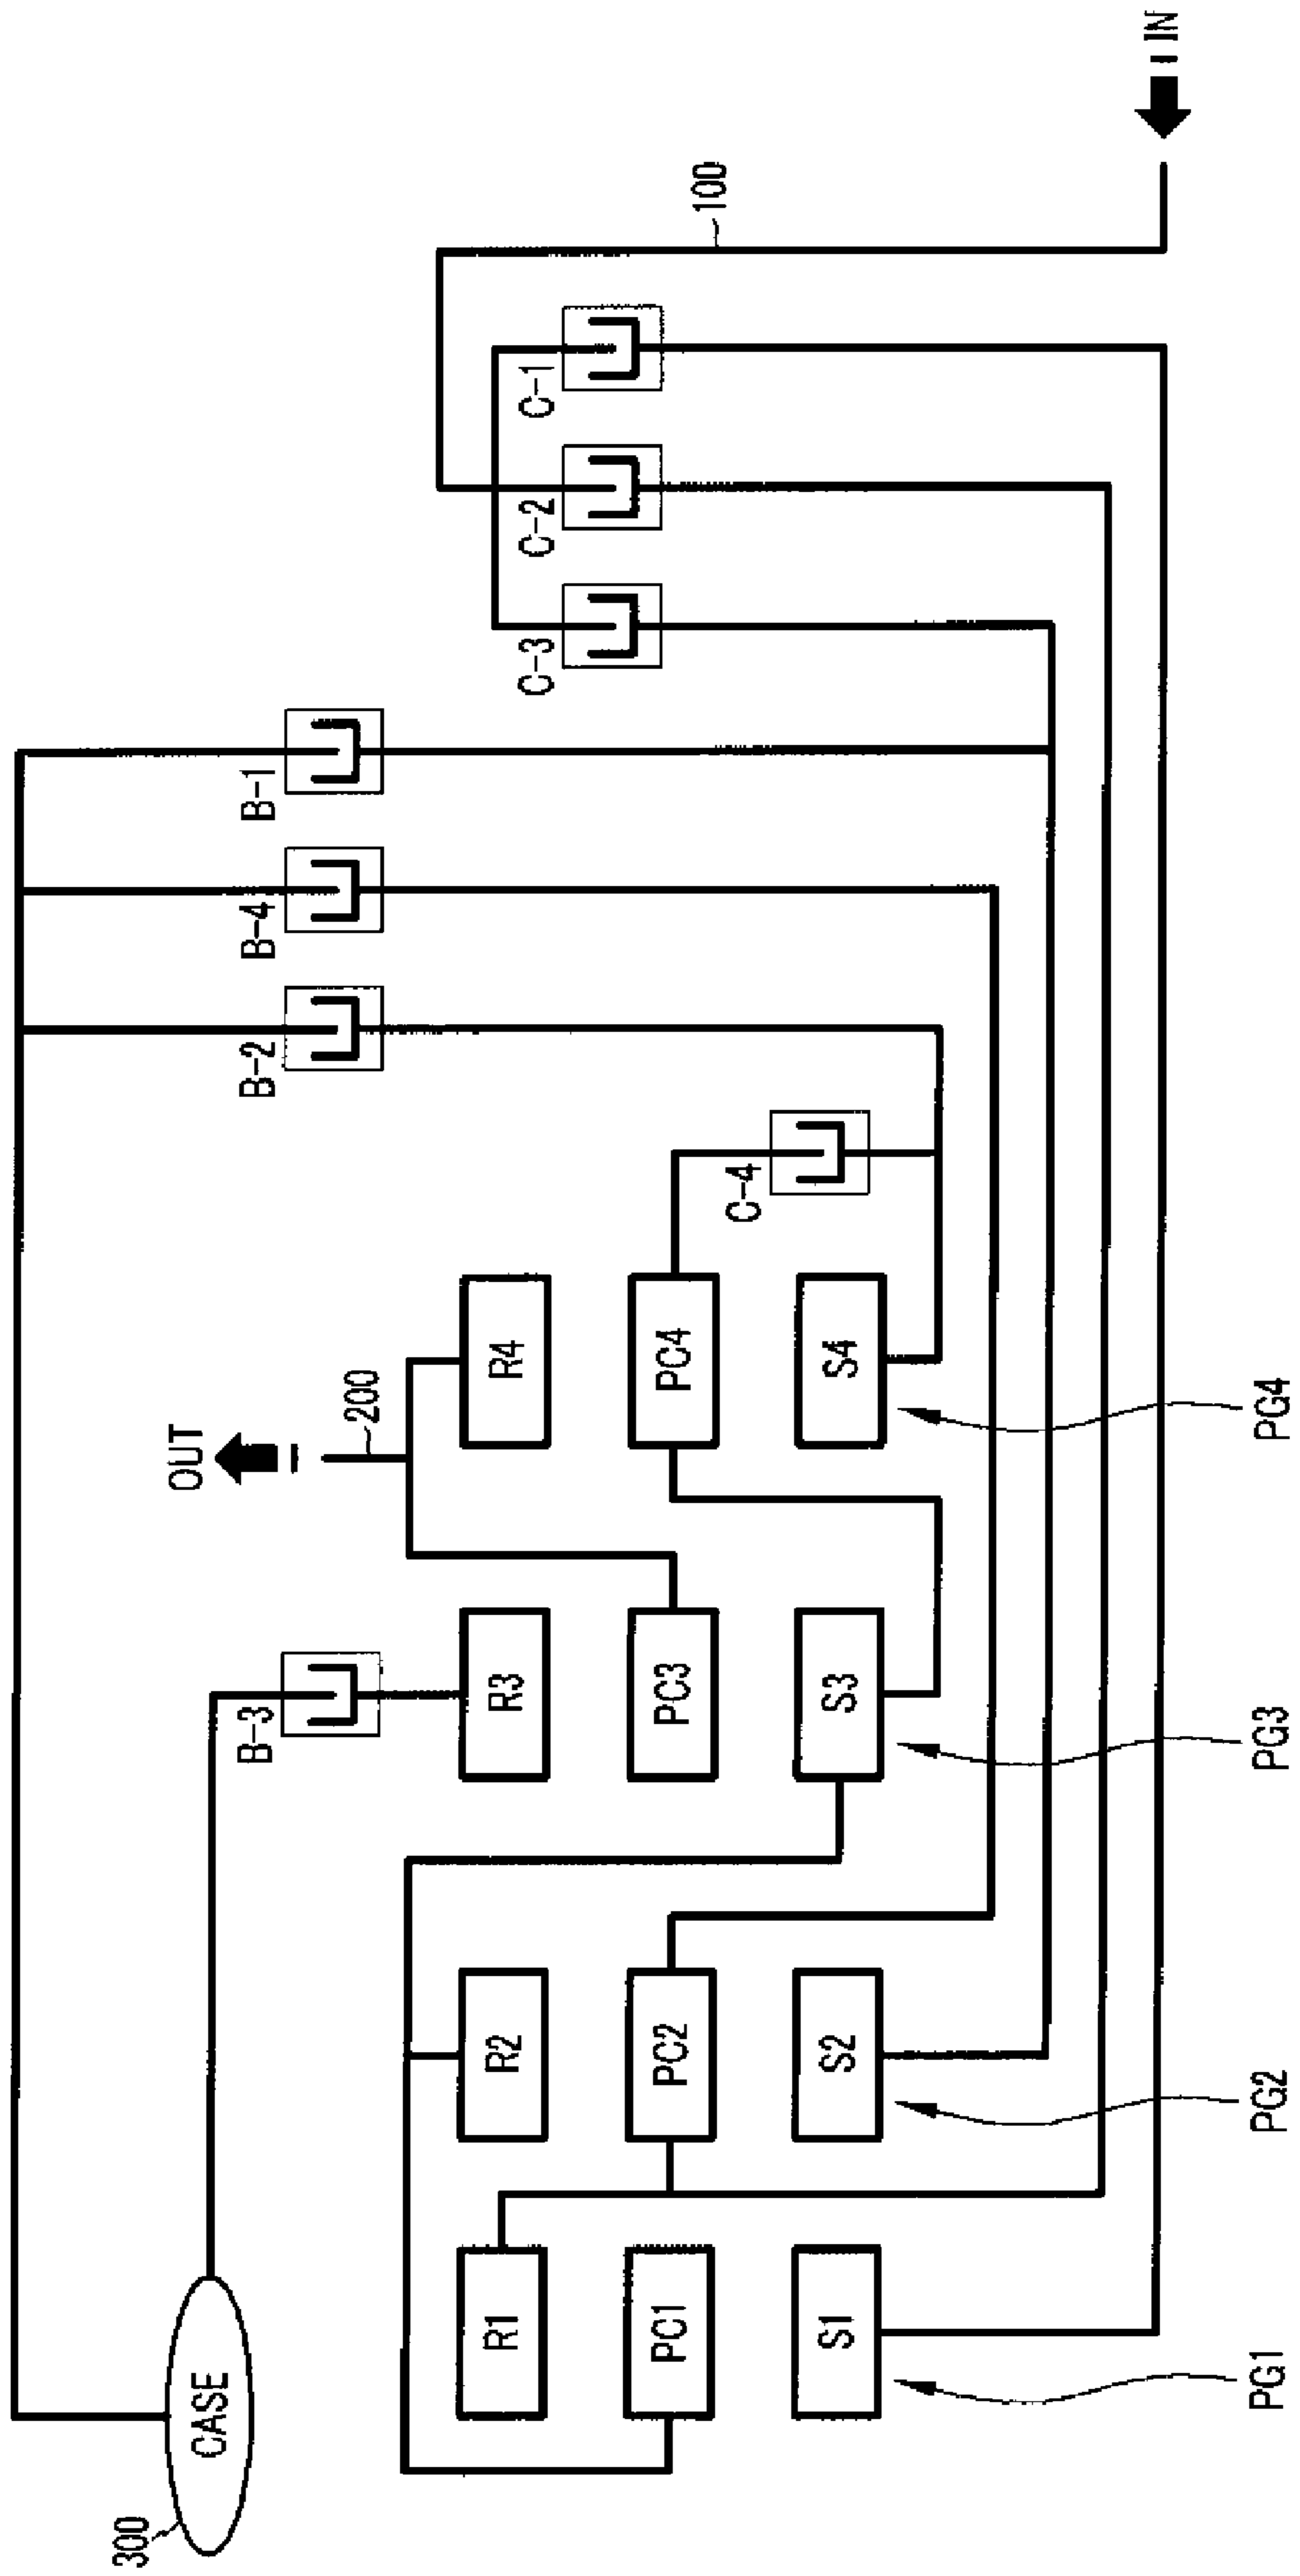 300
CASE
OUT
200
B-3
B-2
B-4
B-1
C-3
C-2
C-1
100
IN
R1
R2
R3
R4
PC1
PC2
PC3
PC4
C-4
S1
S2
S3
S4
PG1
PG2
PG3
PG4